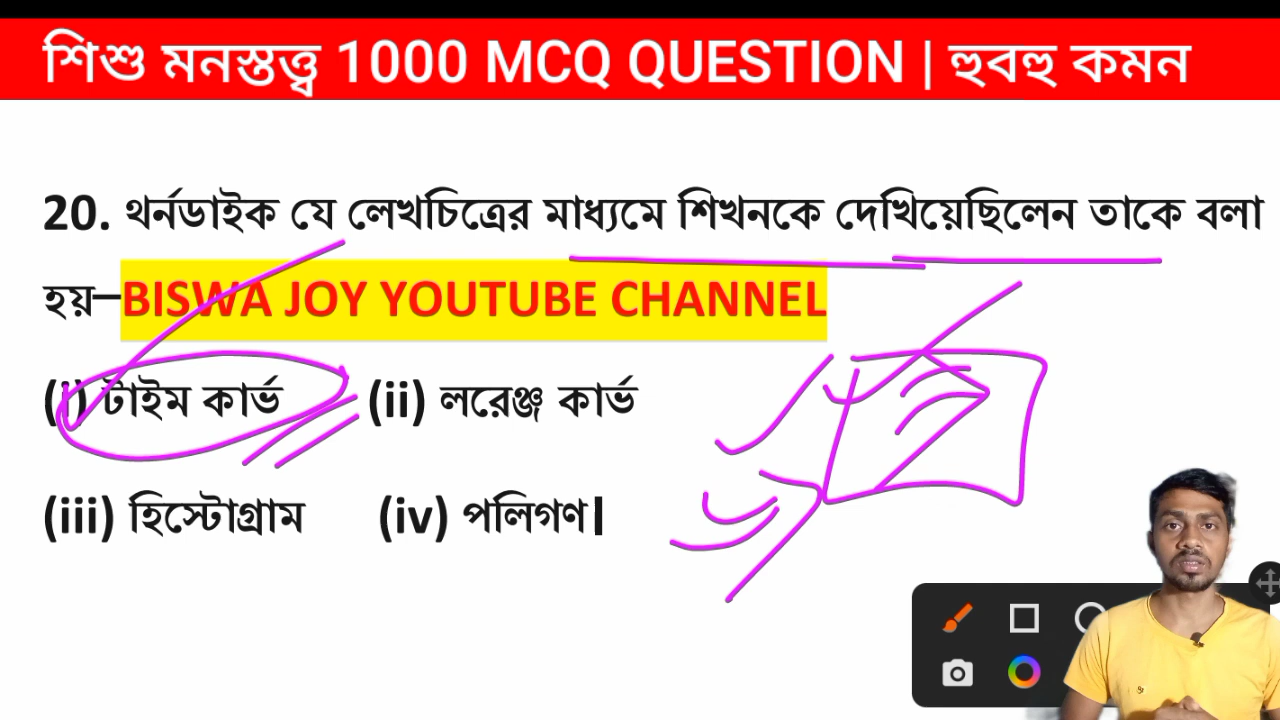 শিশু মনস্তত্ত্ব 1000 MCQ QUESTION | হুবহু কমন
20. থর্নডাইক যে লেখচিত্রের মাধ্যমে শিখনকে দেখিয়েছিলেন তাকে বলা
হয়–BISWA JOY YOUTUBE CHANNEL
(i) টাইম কার্ভ (ii) লরেঞ্জ কার্ভ
(iii) হিস্টোগ্রাম (iv) পলিগণ।